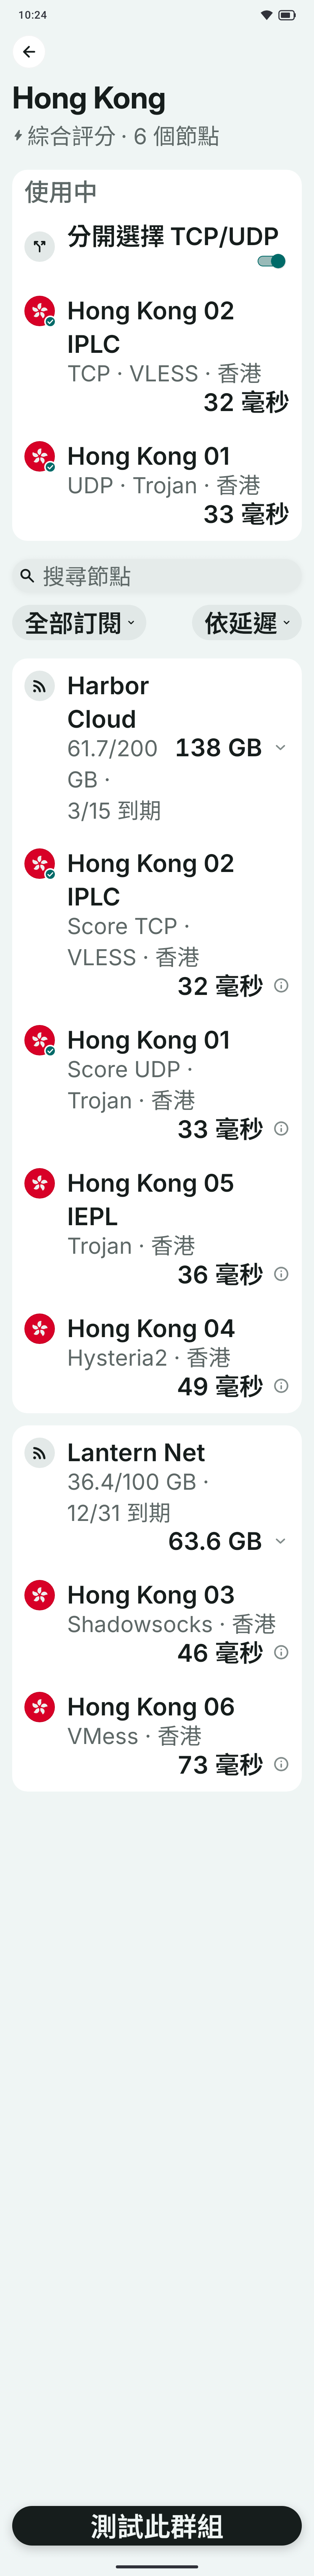 10:24
Hong Kong
綜合評分 · 6 個節點
使用中
分開選擇 TCP/UDP
Hong Kong 02
IPLC
TCP · VLESS · 香港
32 毫秒
Hong Kong 01
UDP · Trojan · 香港
33 毫秒
搜尋節點
全部訂閱
依延遲
Harbor
Cloud
61.7/200
GB ·
3/15 到期
138 GB
Hong Kong 02
IPLC
Score TCP ·
VLESS · 香港
32 毫秒
Hong Kong 01
Score UDP ·
Trojan · 香港
33 毫秒
Hong Kong 05
IEPL
Trojan · 香港
36 毫秒
Hong Kong 04
Hysteria2 · 香港
49 毫秒
Lantern Net
36.4/100 GB ·
12/31 到期
63.6 GB
Hong Kong 03
Shadowsocks · 香港
46 毫秒
Hong Kong 06
VMess · 香港
73 毫秒
測試此群組